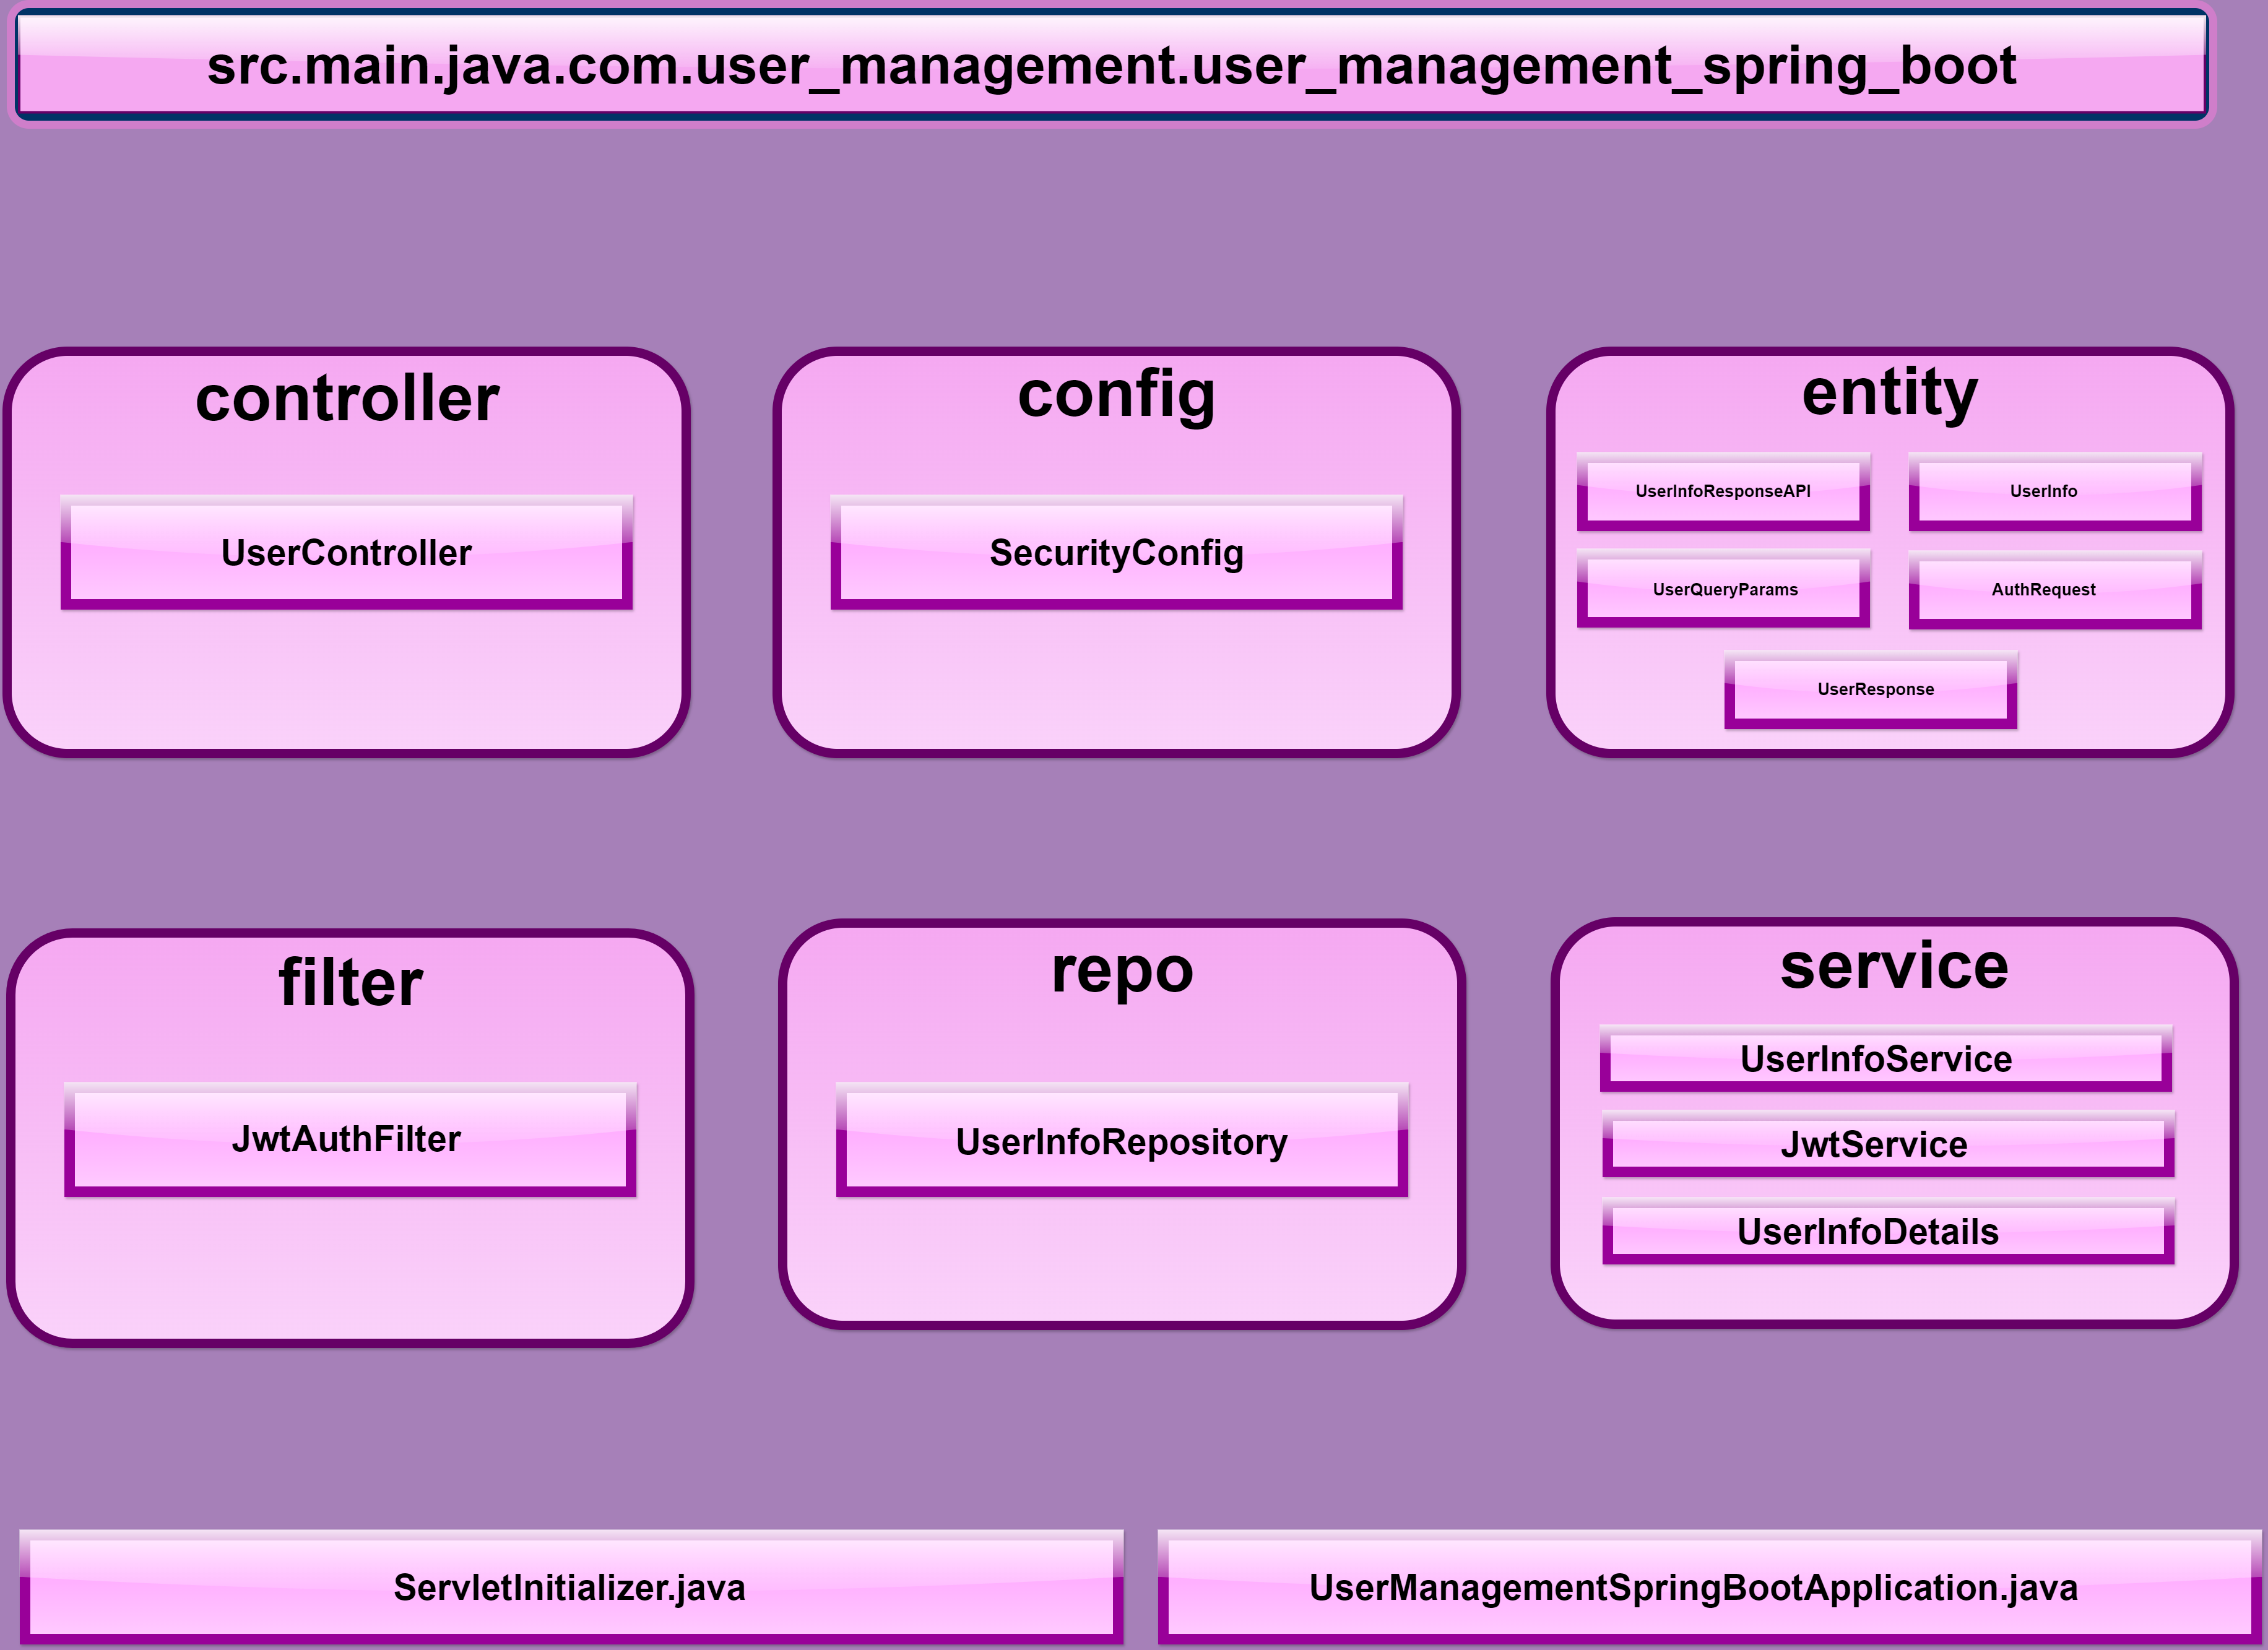 src.main.java.com.user_management.user_management_spring_boot
controller
UserController
config
SecurityConfig
entity
UserInfoResponseAPI
UserInfo
UserQueryParams
AuthRequest
UserResponse
filter
JwtAuthFilter
repo
UserInfoRepository
service
UserInfoService
JwtService
UserInfoDetails
ServletInitializer.java
UserManagementSpringBootApplication.java